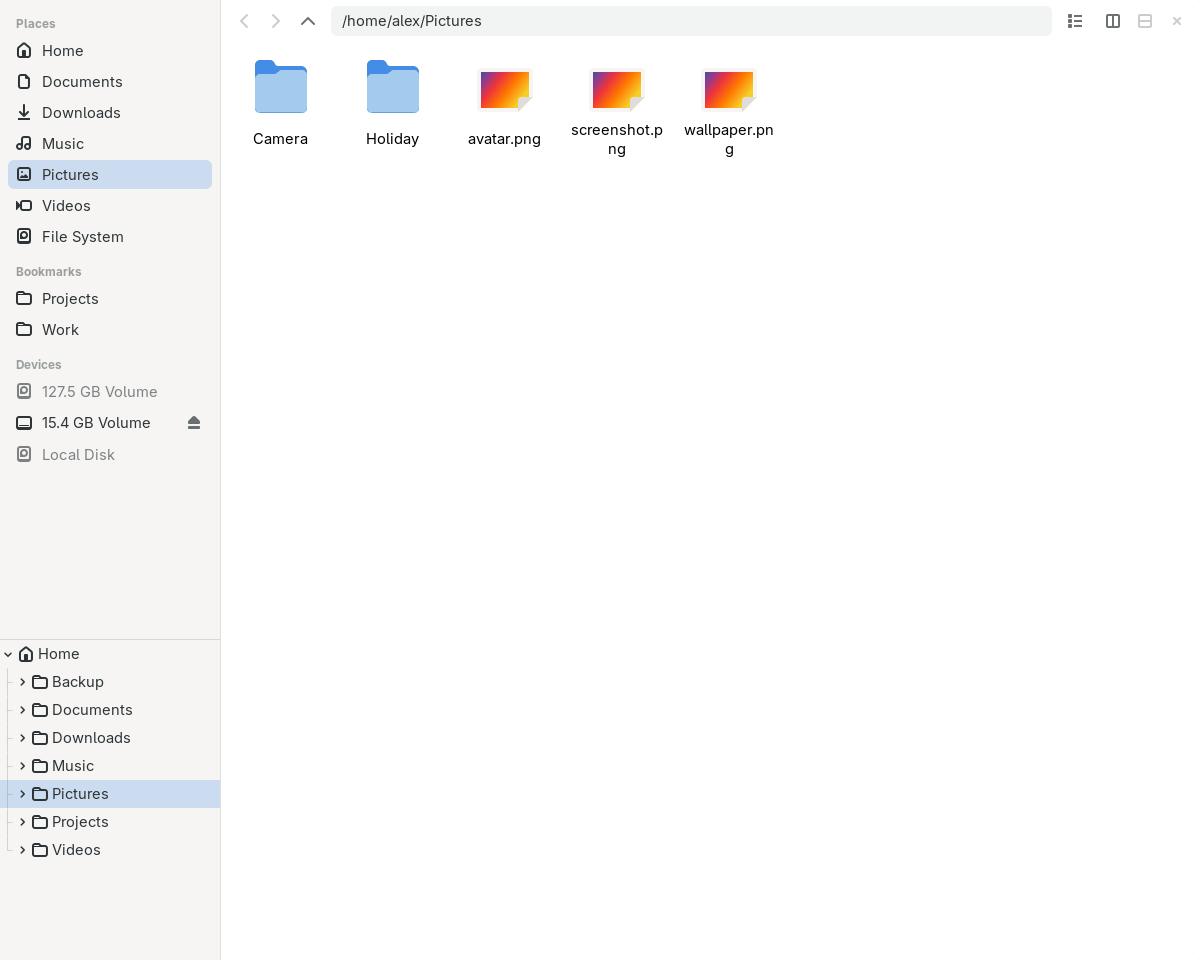 Places
Home
Documents
Downloads
Music
Pictures
Videos
File System
Bookmarks
Projects
Work
Devices
127.5 GB Volume
15.4 GB Volume
Local Disk
Home
Backup
Documents
Downloads
Music
Pictures
Projects
Videos
/home/alex/Pictures
Camera
Holiday
avatar.png
screenshot.p
ng
wallpaper.pn
g